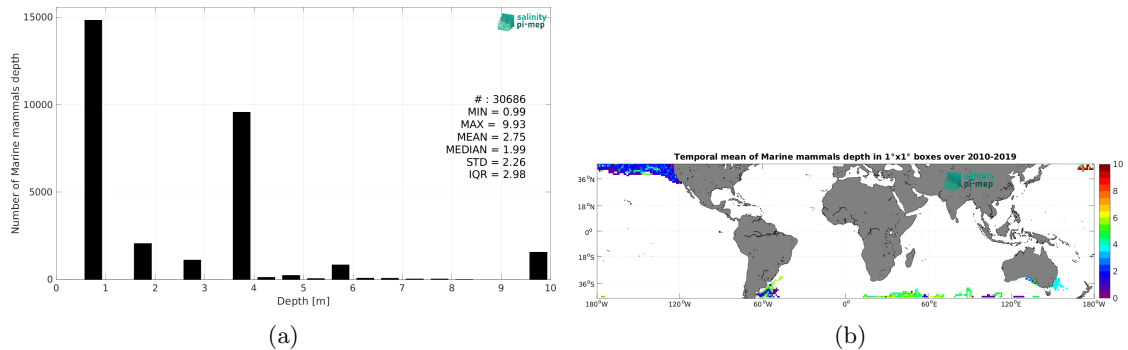 15000
10000
5000
0
Number of Marine mammals depth
salinity
pi-mep
# : 30686
MIN = 0.99
MAX = 9.93
MEAN = 2.75
MEDIAN = 1.99
STD = 2.26
IQR = 2.98
0 1 2 3 4 5 6 7 8 9 10
Depth [m]
(a)
Temporal mean of Marine mammals depth in 1°x1° boxes over 2010-2019
salinity
pi-mep
36°N
18°N
0°
18°S
36°S
180°W 120°W 60°W 0° 60°E 120°E 180°W
10
8
6
4
2
0
(b)